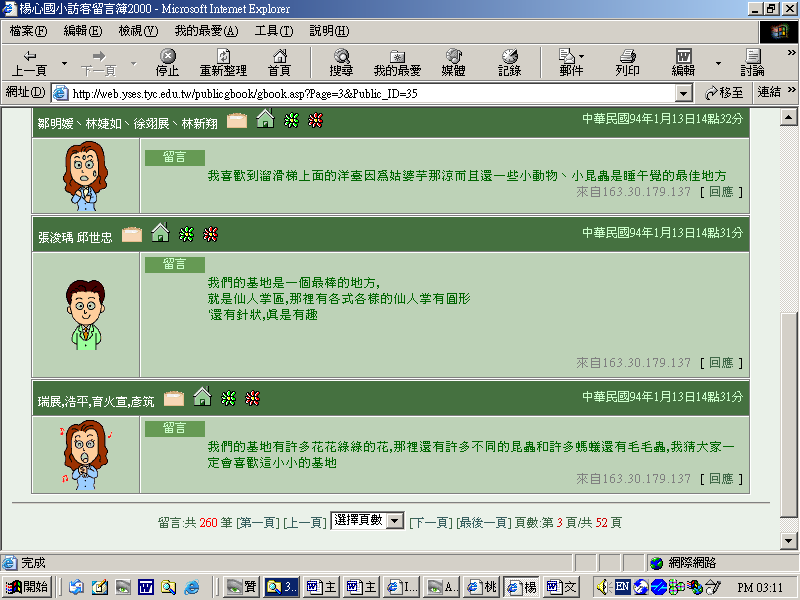 楊心國小訪客留言簿2000 - Microsoft Internet Explorer
檔案(F) 編輯(E) 檢視(V) 我的最愛(A) 工具(T) 說明(H)
上一頁 下一頁 停止 重新整理 首頁 搜尋 我的最愛 媒體 記錄 郵件 列印 編輯 討論 »
網址(D) http://web.yses.tyc.edu.tw/publicgbook/gbook.asp?Page=3&Public_ID=35 移至 連結 »
鄒明媛、林婕如、徐翊展、林新翔 中華民國94年1月13日14點32分
留言
我喜歡到溜滑梯上面的洋臺因爲姑婆芋那涼而且還一些小動物、小昆蟲是睡午覺的最佳地方
來自163.30.179.137 [ 回應 ]
張浚瑀 邱世忠 中華民國94年1月13日14點31分
留言
我們的基地是一個最棒的地方,
就是仙人掌區,那裡有各式各樣的仙人掌有圓形
'還有針狀,眞是有趣
來自163.30.179.137 [ 回應 ]
瑞展,浩平,育火宣,彥筑 中華民國94年1月13日14點31分
留言
我們的基地有許多花花綠綠的花,那裡還有許多不同的昆蟲和許多螞蟻還有毛毛蟲,我猜大家一
定會喜歡這小小的基地
來自163.30.179.137 [ 回應 ]
留言:共 260 筆 [第一頁] [上一頁] 選擇頁數 [下一頁] [最後一頁] 頁數:第 3 頁/共 52 頁
完成 網際網路
開始 贊 3.. 主 主 I... A.. 桃 楊 文 EN PM 03:11